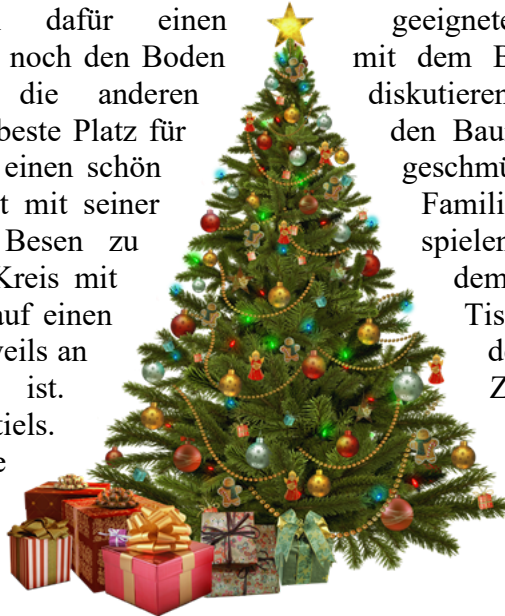 dafür einen geeignete
noch den Boden mit dem B
die anderen diskutieren
beste Platz für den Bau
einen schön geschmü
t mit seiner Famili
Besen zu spielen
Kreis mit dem
auf einen Tis
eils an de
ist. Z
tiels.
e